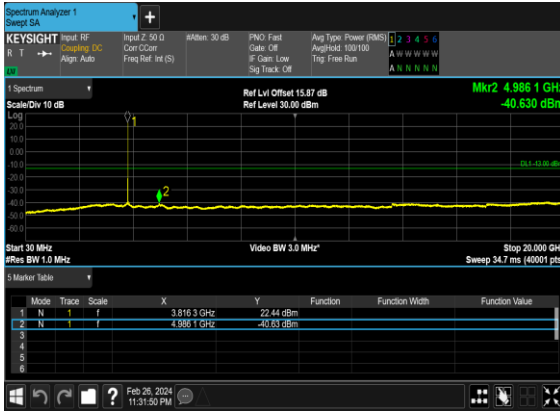 Spectrum Analyzer 1
Swept SA
KEYSIGHT Input: RF Input Z: 50 Ω #Atten: 30 dB PNO: Fast Avg Type: Power (RMS) 1 2 3 4 5 6
R T Coupling: DC Corr CCorr Gate: Off Avg|Hold: 100/100 A W W W W W
Align: Auto Freq Ref: Int (S) IF Gain: Low Trig: Free Run
Sig Track: Off A N N N N N
1 Spectrum Ref Lvl Offset 15.87 dB Mkr2 4.986 1 GHz
Scale/Div 10 dB Ref Level 30.00 dBm -40.630 dBm
Log
20.0
10.0
0.00
-10.0
DL1 -13.00 dBm
-20.0
-30.0
-40.0
-50.0
-60.0
1
2
Start 30 MHz Video BW 3.0 MHz* Stop 20.000 GH
#Res BW 1.0 MHz Sweep 34.7 ms (40001 pts
5 Marker Table
Mode Trace Scale X Y Function Function Width Function Value
1 N 1 f 3.816 3 GHz 22.44 dBm
2 N 1 f 4.986 1 GHz -40.63 dBm
3
4
5
6
? Feb 26, 2024
11:31:50 PM